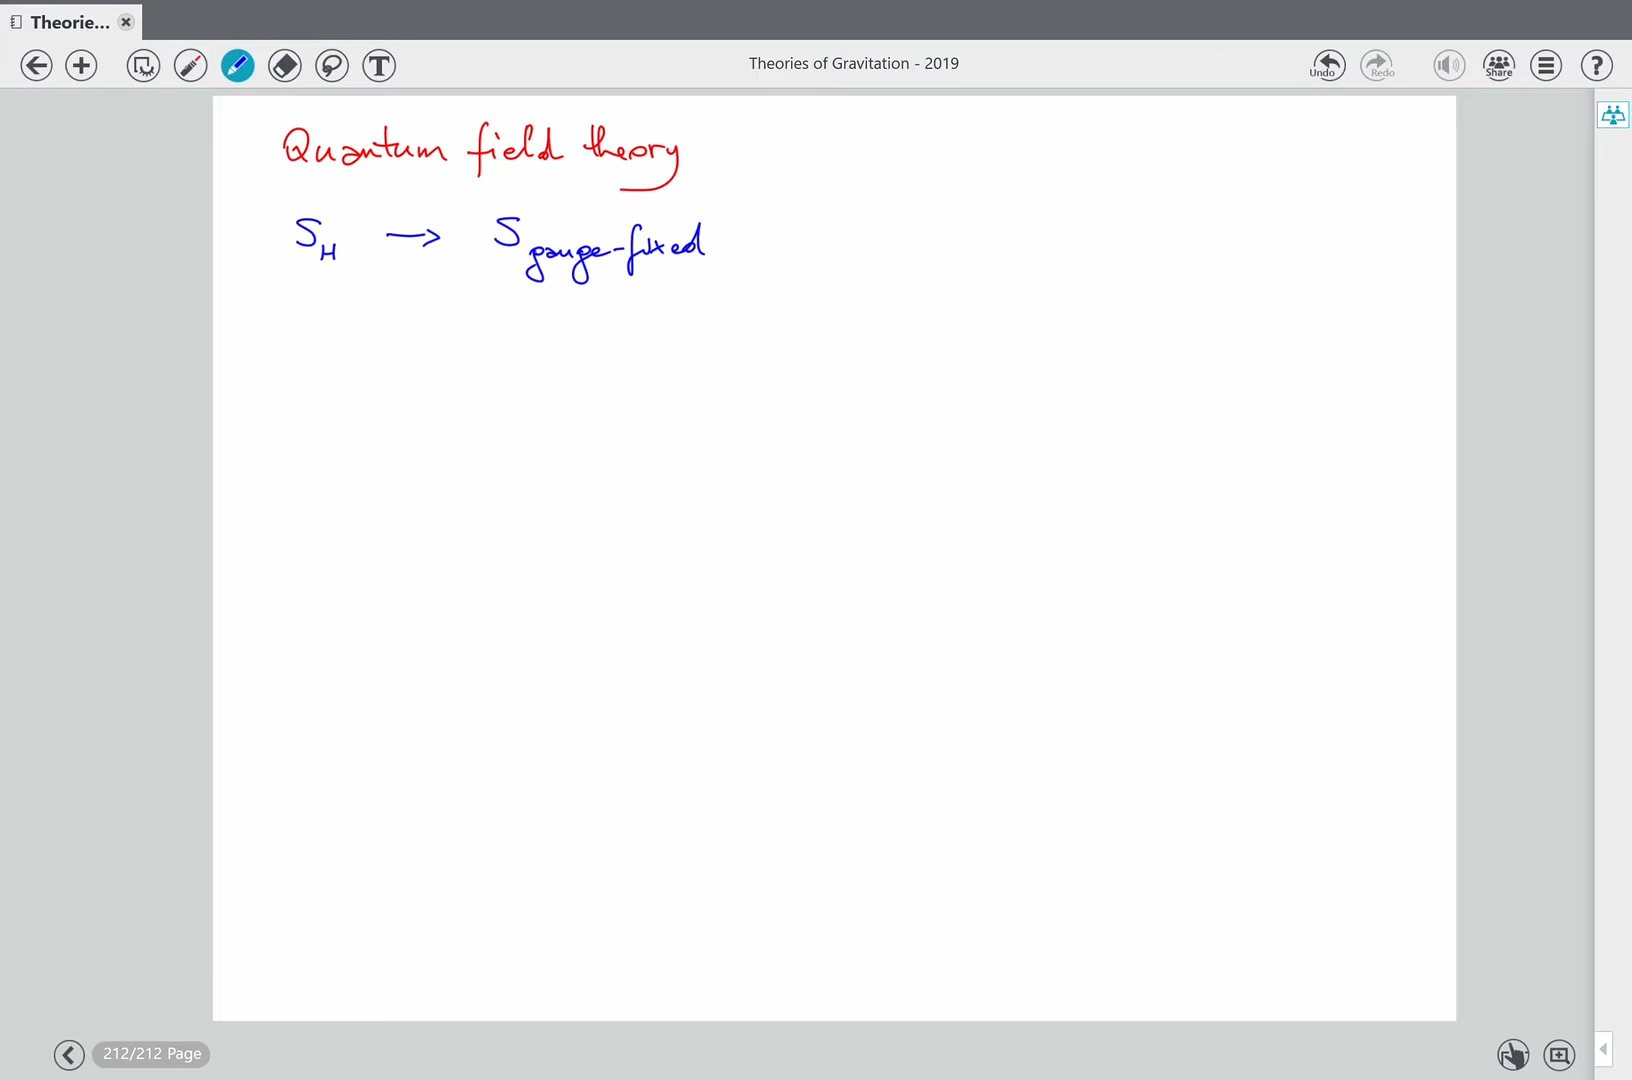 Theorie...
Theories of Gravitation - 2019
Undo
Redo
Share
?
T
Quantum field theory
S_H → S_gauge-fixed
212/212 Page